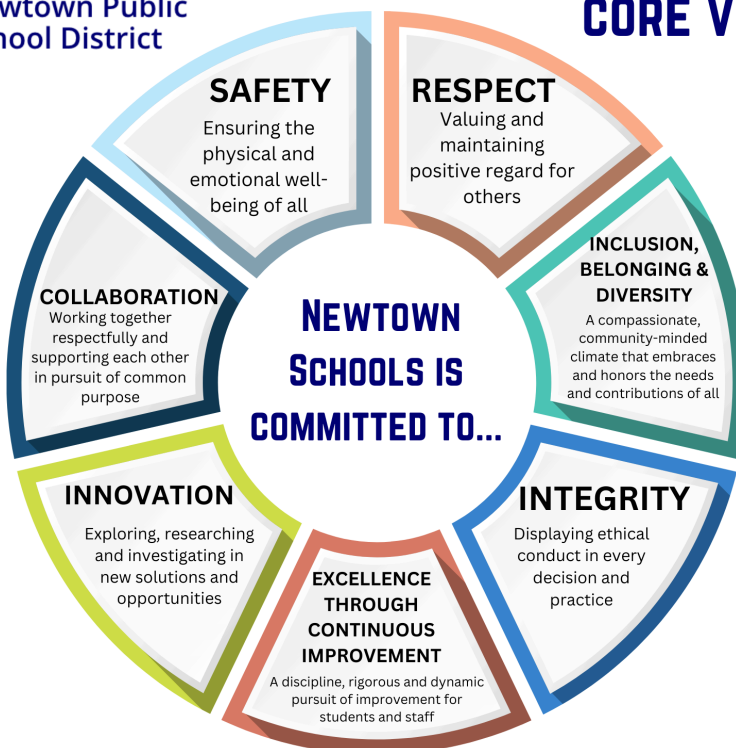 wtown Public
ool District
CORE V
SAFETY
Ensuring the
physical and
emotional well-
being of all
RESPECT
Valuing and
maintaining
positive regard for
others
INCLUSION,
BELONGING &
DIVERSITY
A compassionate,
community-minded
climate that embraces
and honors the needs
and contributions of all
INTEGRITY
Displaying ethical
conduct in every
decision and
practice
EXCELLENCE
THROUGH
CONTINUOUS
IMPROVEMENT
A discipline, rigorous and dynamic
pursuit of improvement for
students and staff
INNOVATION
Exploring, researching
and investigating in
new solutions and
opportunities
COLLABORATION
Working together
respectfully and
supporting each other
in pursuit of common
purpose
NEWTOWN
SCHOOLS IS
COMMITTED TO...